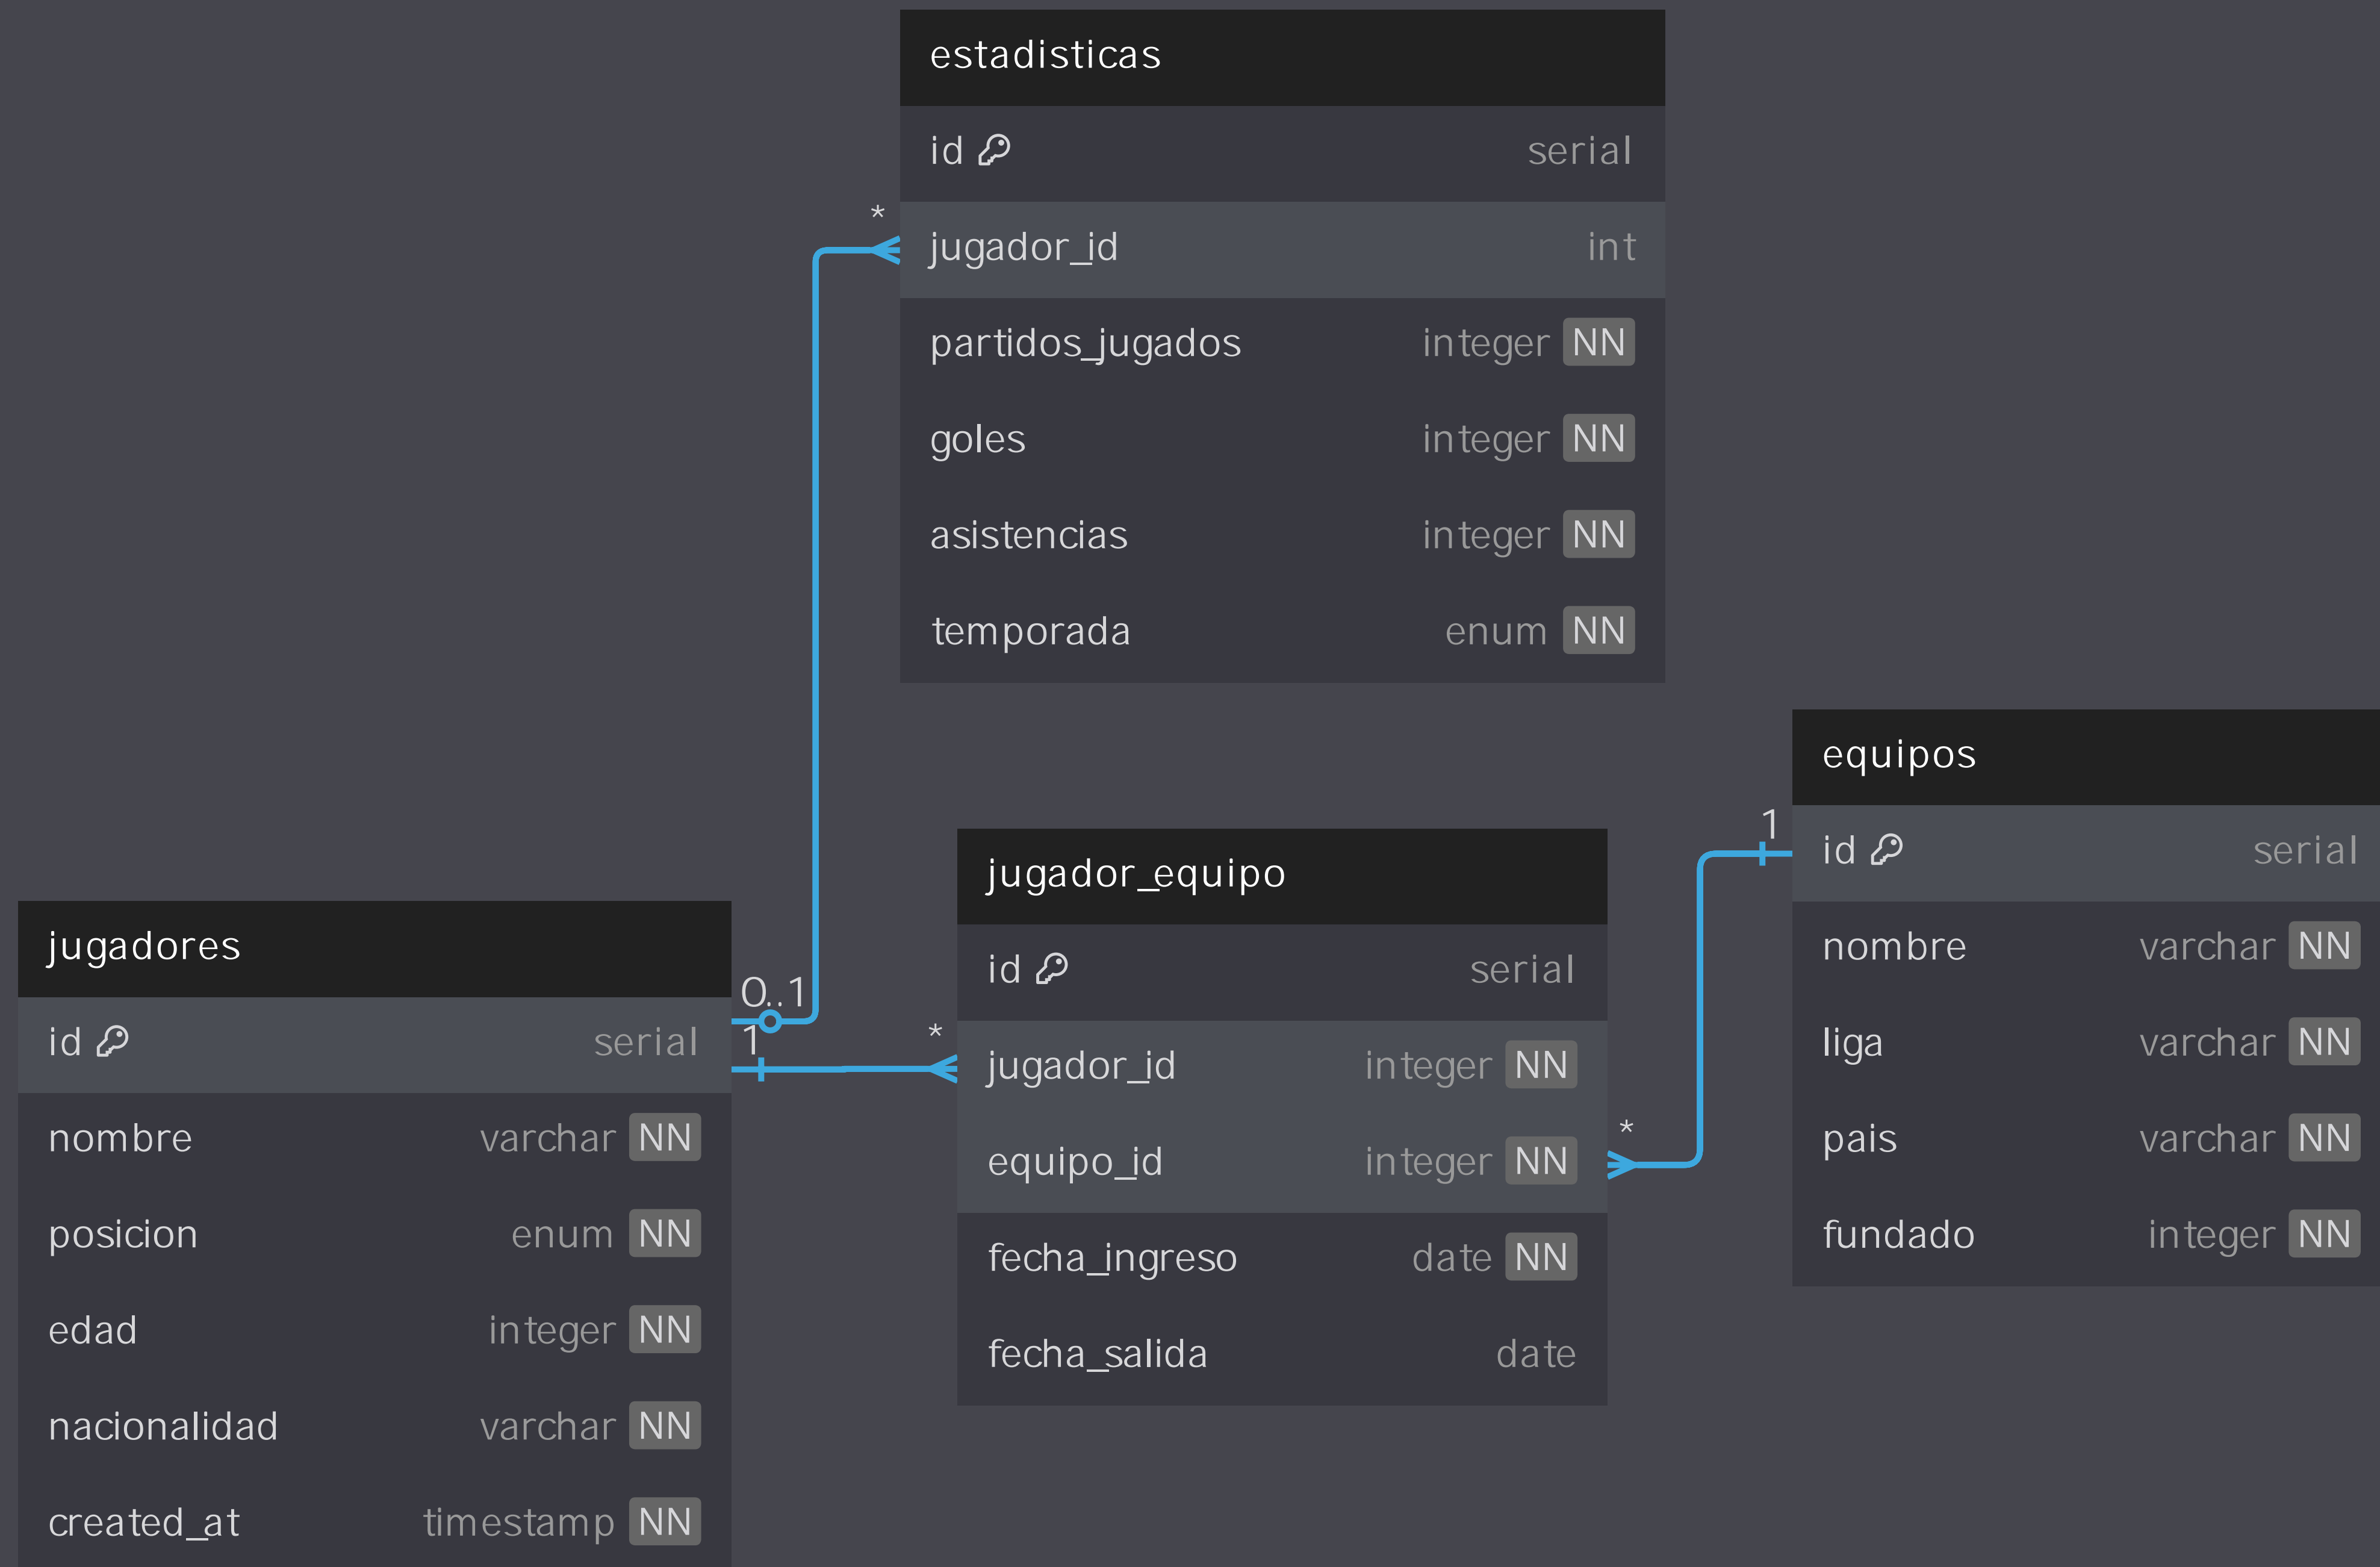 estadisticas
id serial
*
jugador_id int
partidos_jugados integer NN
goles integer NN
asistencias integer NN
temporada enum NN
equipos
1
id serial
nombre varchar NN
liga varchar NN
pais varchar NN
fundado integer NN
jugador_equipo
id serial
*
jugador_id integer NN
equipo_id integer NN
*
fecha_ingreso date NN
fecha_salida date
jugadores
0..1
id serial
1
nombre varchar NN
posicion enum NN
edad integer NN
nacionalidad varchar NN
created_at timestamp NN